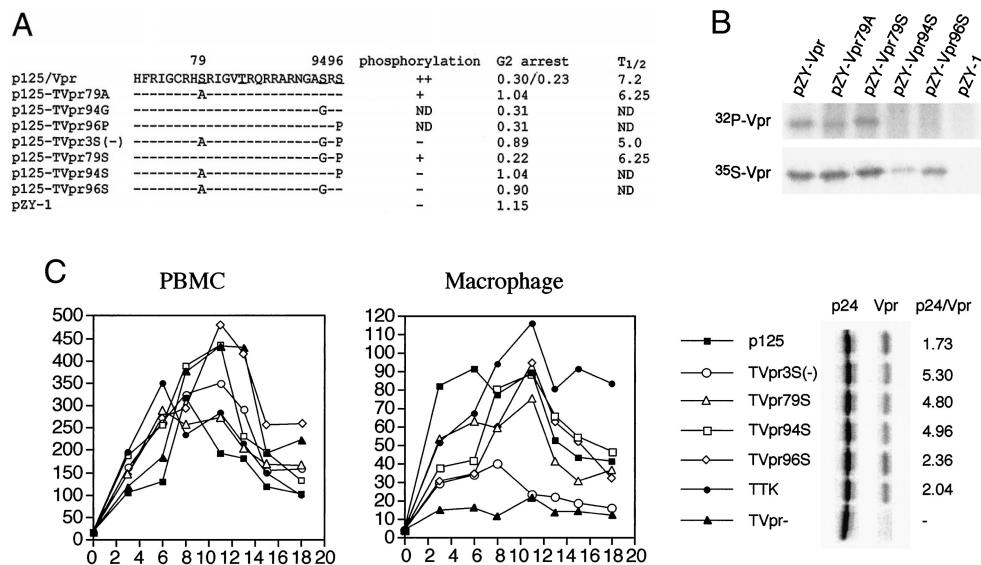 A
79 9496 phosphorylation G2 arrest T1/2
p125/Vpr HFRIGCRHSRIGVTRQRRARNGASRS ++ 0.30/0.23 7.2
p125-TVpr79A --------A----------------- + 1.04 6.25
p125-TVpr94G -----------------------G-- ND 0.31 ND
p125-TVpr96P -------------------------P ND 0.31 ND
p125-TVpr3S(-) --------A--------------G-P - 0.89 5.0
p125-TVpr79S -----------------------G-P + 0.22 6.25
p125-TVpr94S --------A----------------P - 1.04 ND
p125-TVpr96S --------A--------------G-- - 0.90 ND
pZY-1 - 1.15
B
pZY-Vpr pZY-Vpr79A pZY-Vpr79S pZY-Vpr94S pZY-Vpr96S pZY-1
32P-Vpr
35S-Vpr
C
PBMC
500
450
400
350
300
250
200
150
100
50
0
0 2 4 6 8 10 12 14 16 18 20
Macrophage
120
110
100
90
80
70
60
50
40
30
20
10
0
0 2 4 6 8 10 12 14 16 18 20
p24 Vpr p24/Vpr
p125 1.73
TVpr3S(-) 5.30
TVpr79S 4.80
TVpr94S 4.96
TVpr96S 2.36
TTK 2.04
TVpr- -